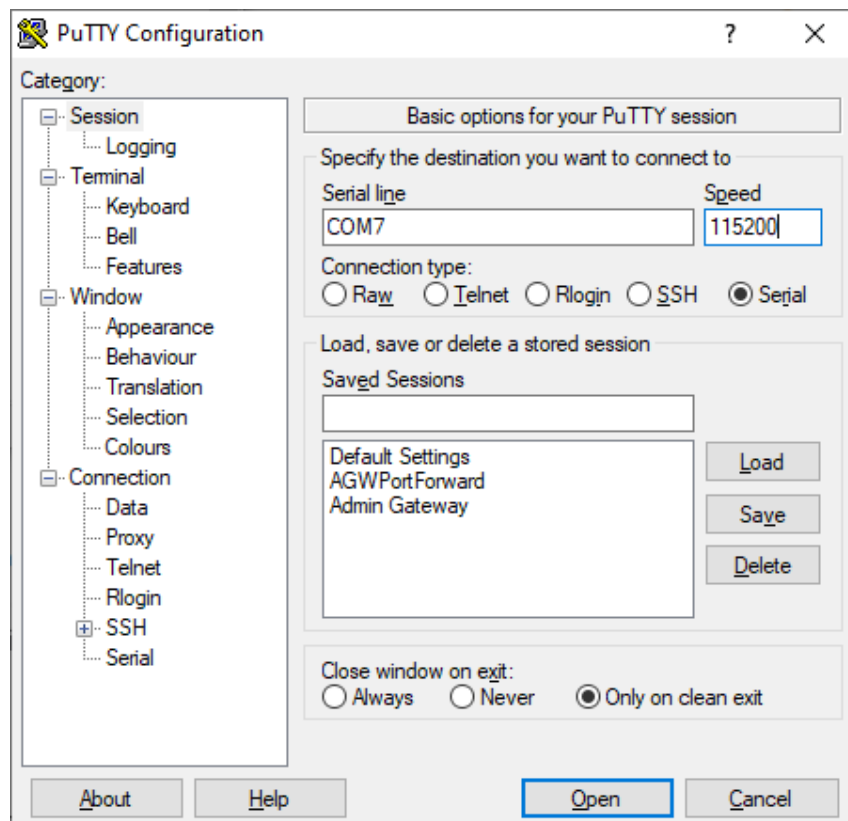 PuTTY Configuration
?
Category:
Session
Logging
Terminal
Keyboard
Bell
Features
Window
Appearance
Behaviour
Translation
Selection
Colours
Connection
Data
Proxy
Telnet
Rlogin
SSH
Serial
Basic options for your PuTTY session
Specify the destination you want to connect to
Serial line Speed
COM7 115200
Connection type:
Raw Telnet Rlogin SSH Serial
Load, save or delete a stored session
Saved Sessions
Default Settings
AGWPortForward
Admin Gateway
Load
Save
Delete
Close window on exit:
Always Never Only on clean exit
About Help Open Cancel